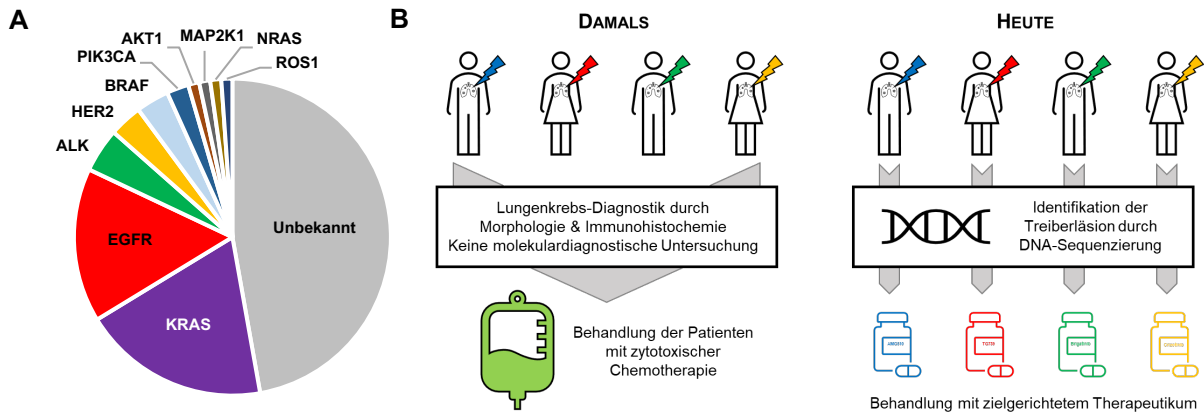 A
AKT1
MAP2K1
NRAS
PIK3CA
ROS1
BRAF
HER2
ALK
EGFR
KRAS
Unbekannt
B
DAMALS
Lungenkrebs-Diagnostik durch
Morphologie & Immunohistochemie
Keine molekulardiagnostische Untersuchung
Behandlung der Patienten
mit zytotoxischer
Chemotherapie
HEUTE
Identifikation der
Treiberläsion durch
DNA-Sequenzierung
Behandlung mit zielgerichtetem Therapeutikum